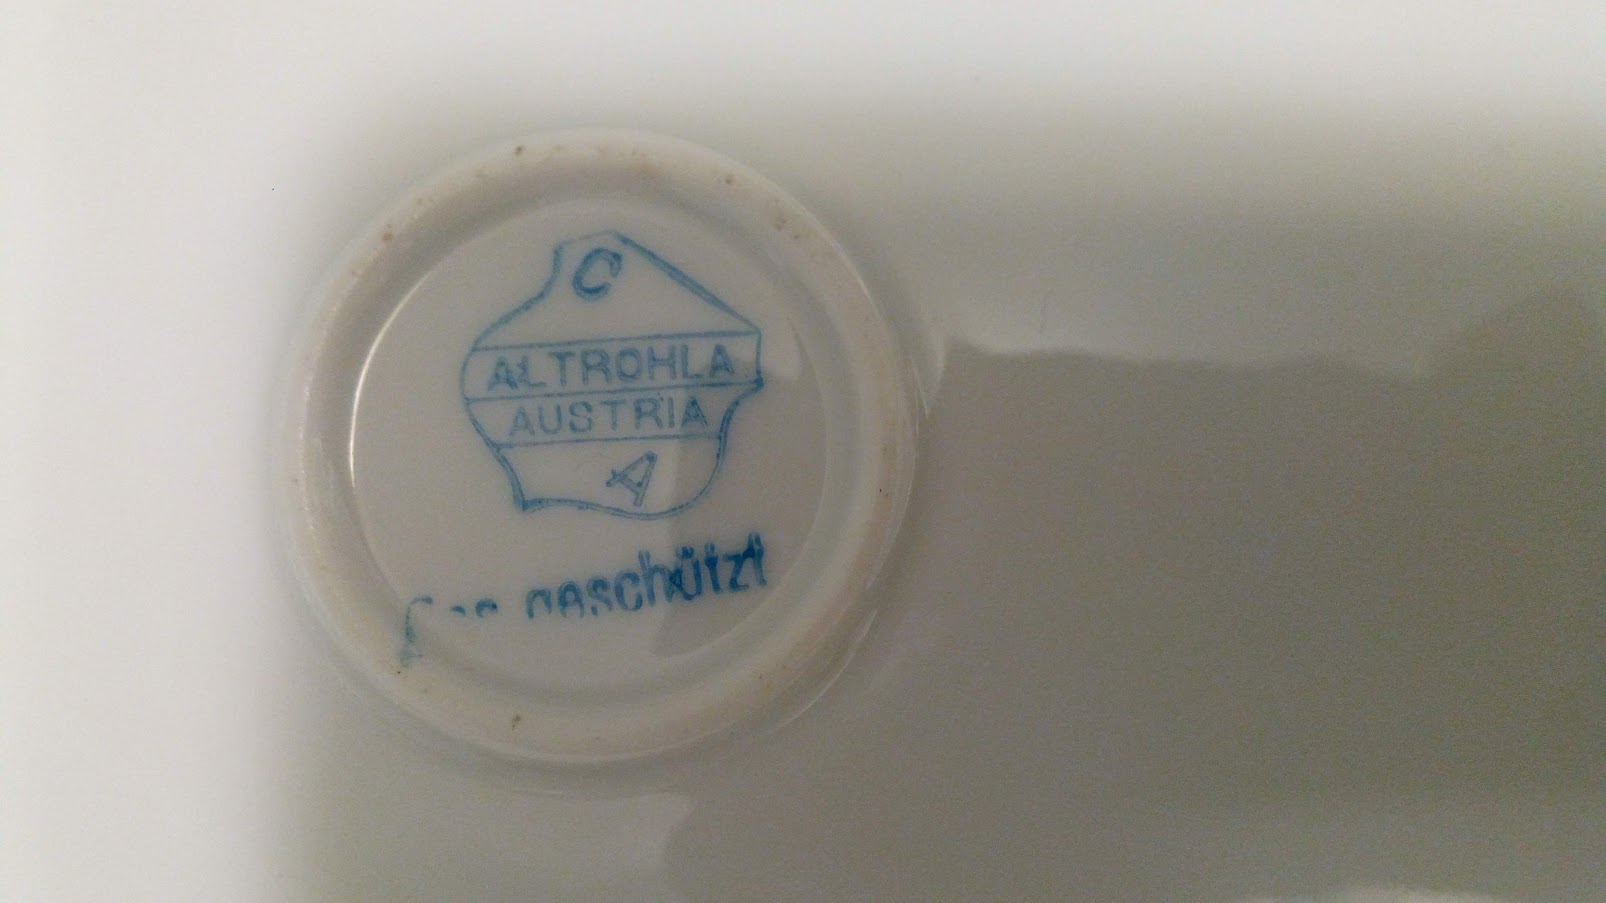 C
ALTROHLA
AUSTRIA
A
geschützt